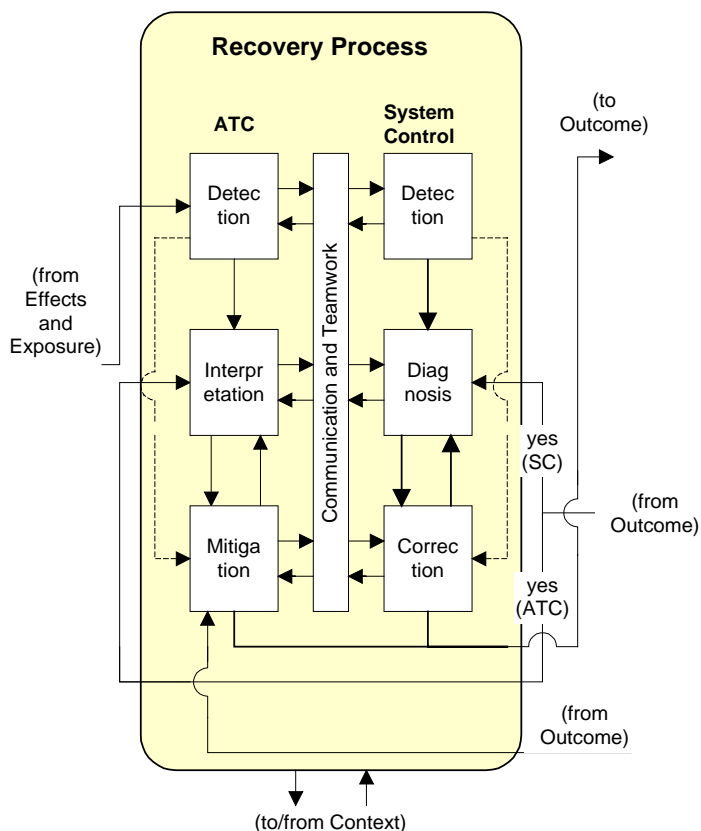 Recovery Process
ATC
System
Control
(to
Outcome)
Detec
tion
Detec
tion
Communication and Teamwork
(from
Effects
and
Exposure)
Interpr
etation
Diag
nosis
yes
(SC)
(from
Outcome)
Mitiga
tion
Correc
tion
yes
(ATC)
(from
Outcome)
(to/from Context)